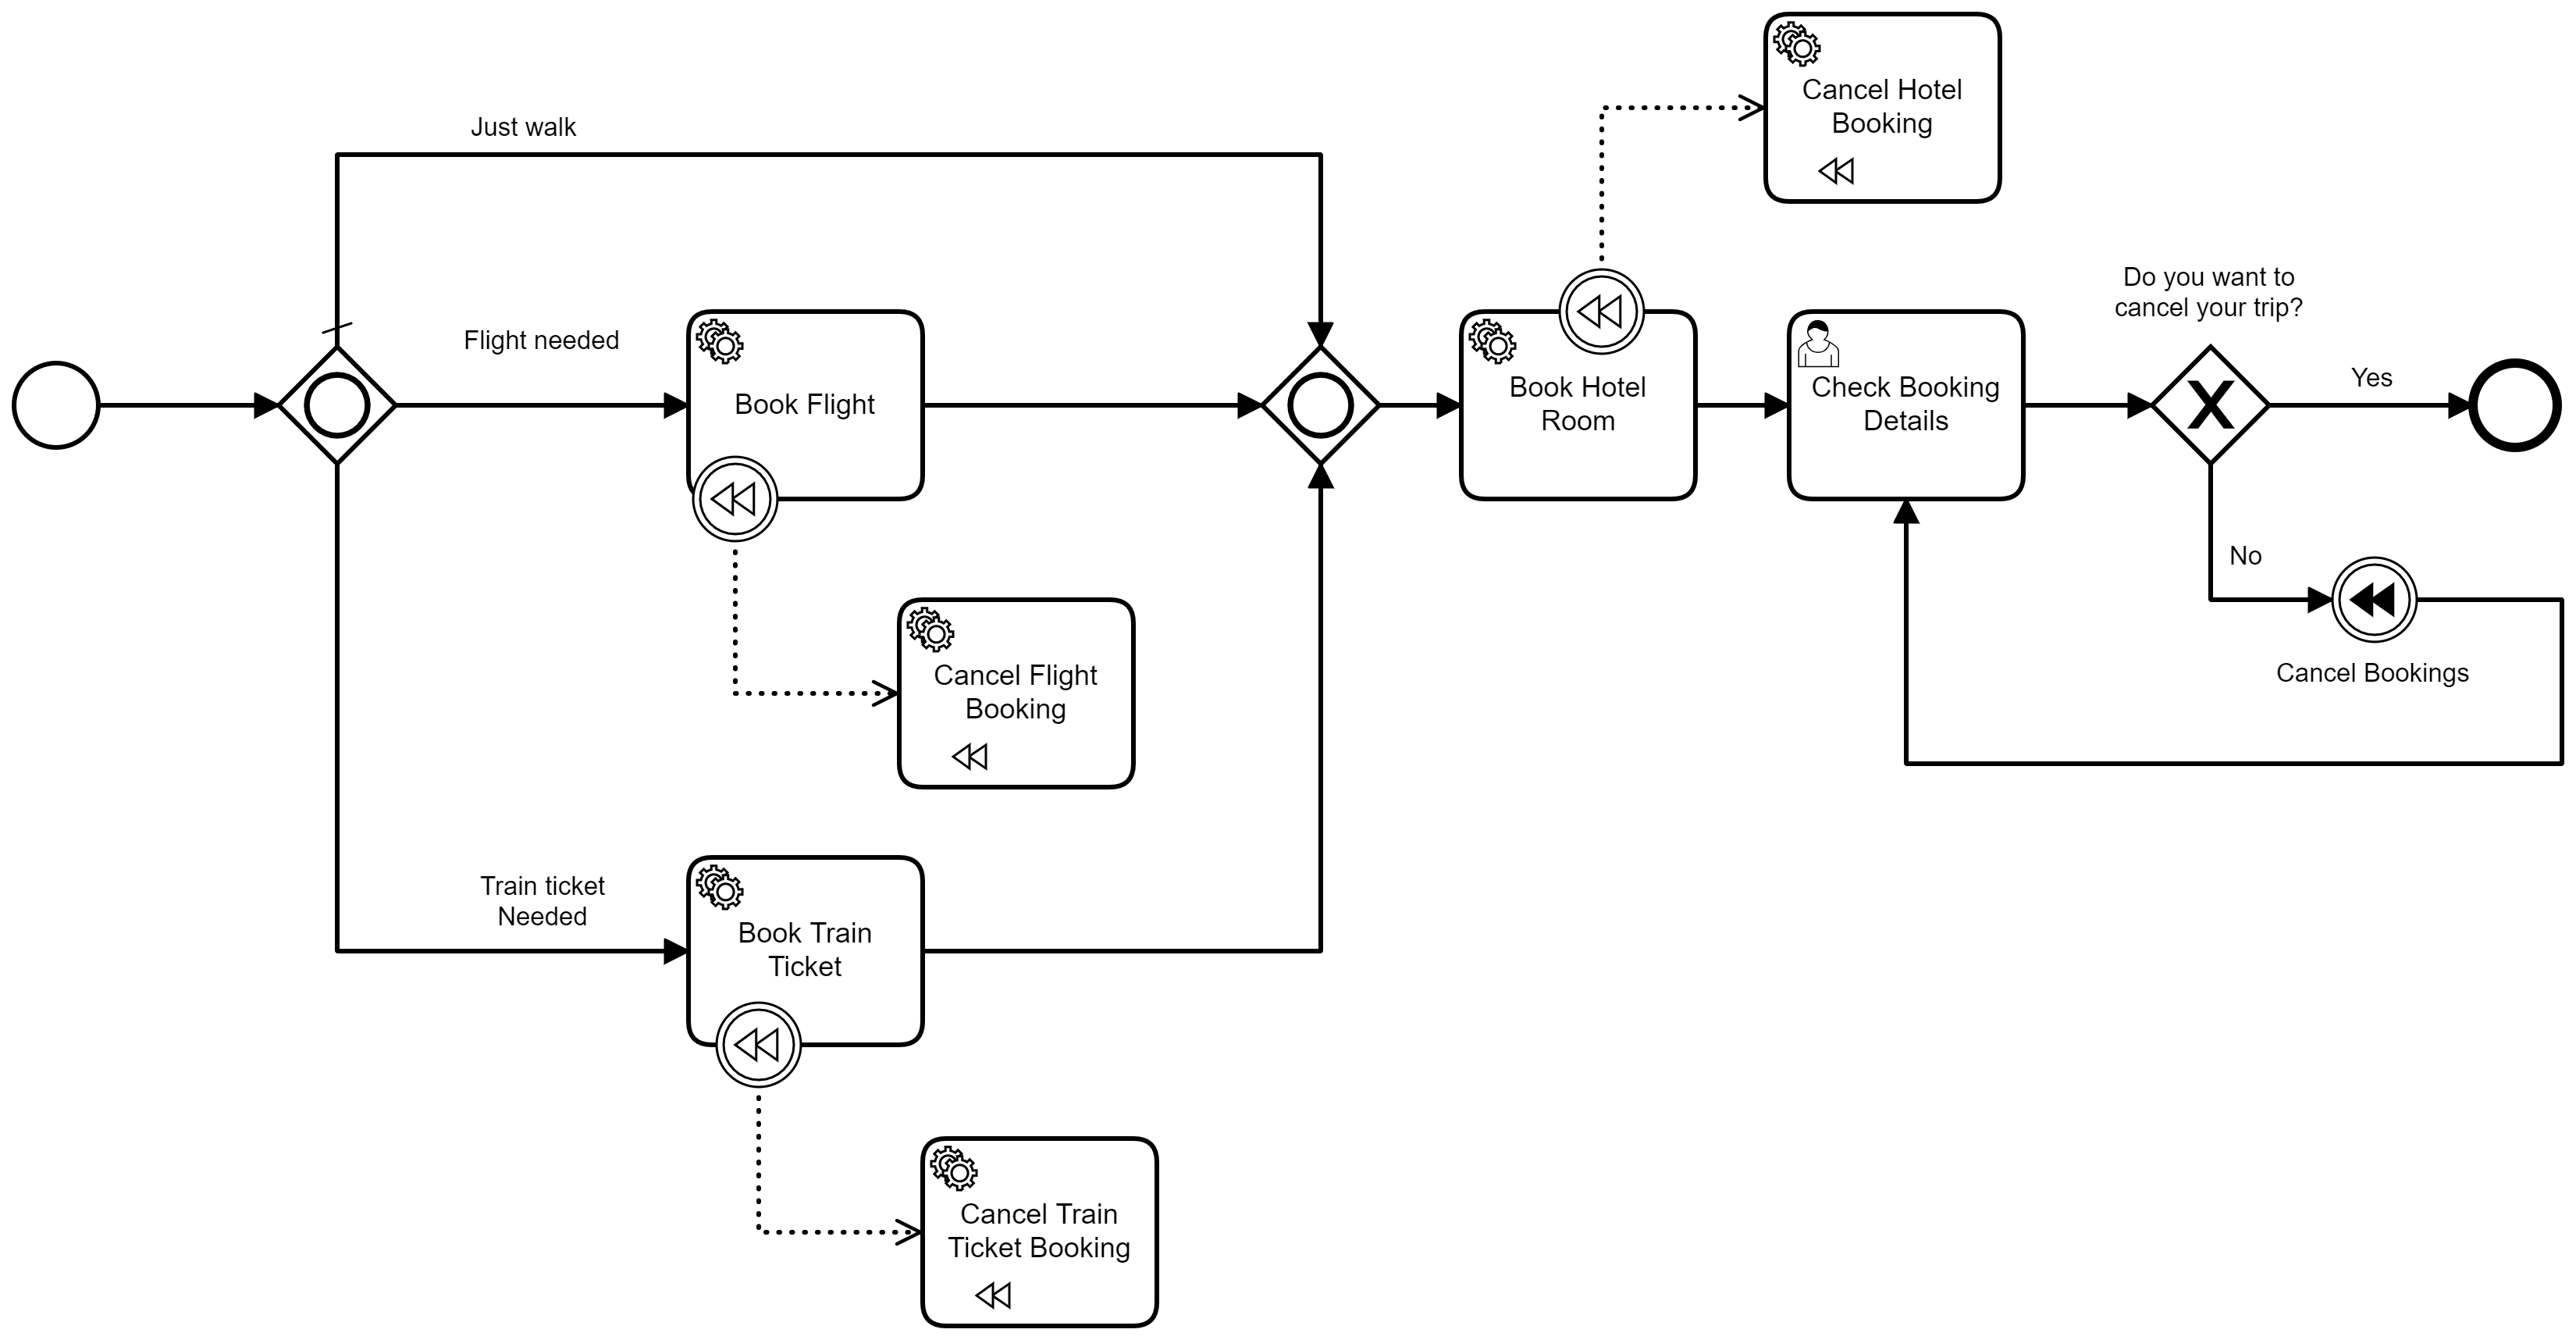 Cancel Hotel
Booking
Just walk
Do you want to
cancel your trip?
Flight needed
Yes
Book Flight
Book Hotel
Room
Check Booking
Details
X
No
Cancel Bookings
Cancel Flight
Booking
Train ticket
Needed
Book Train
Ticket
Cancel Train
Ticket Booking